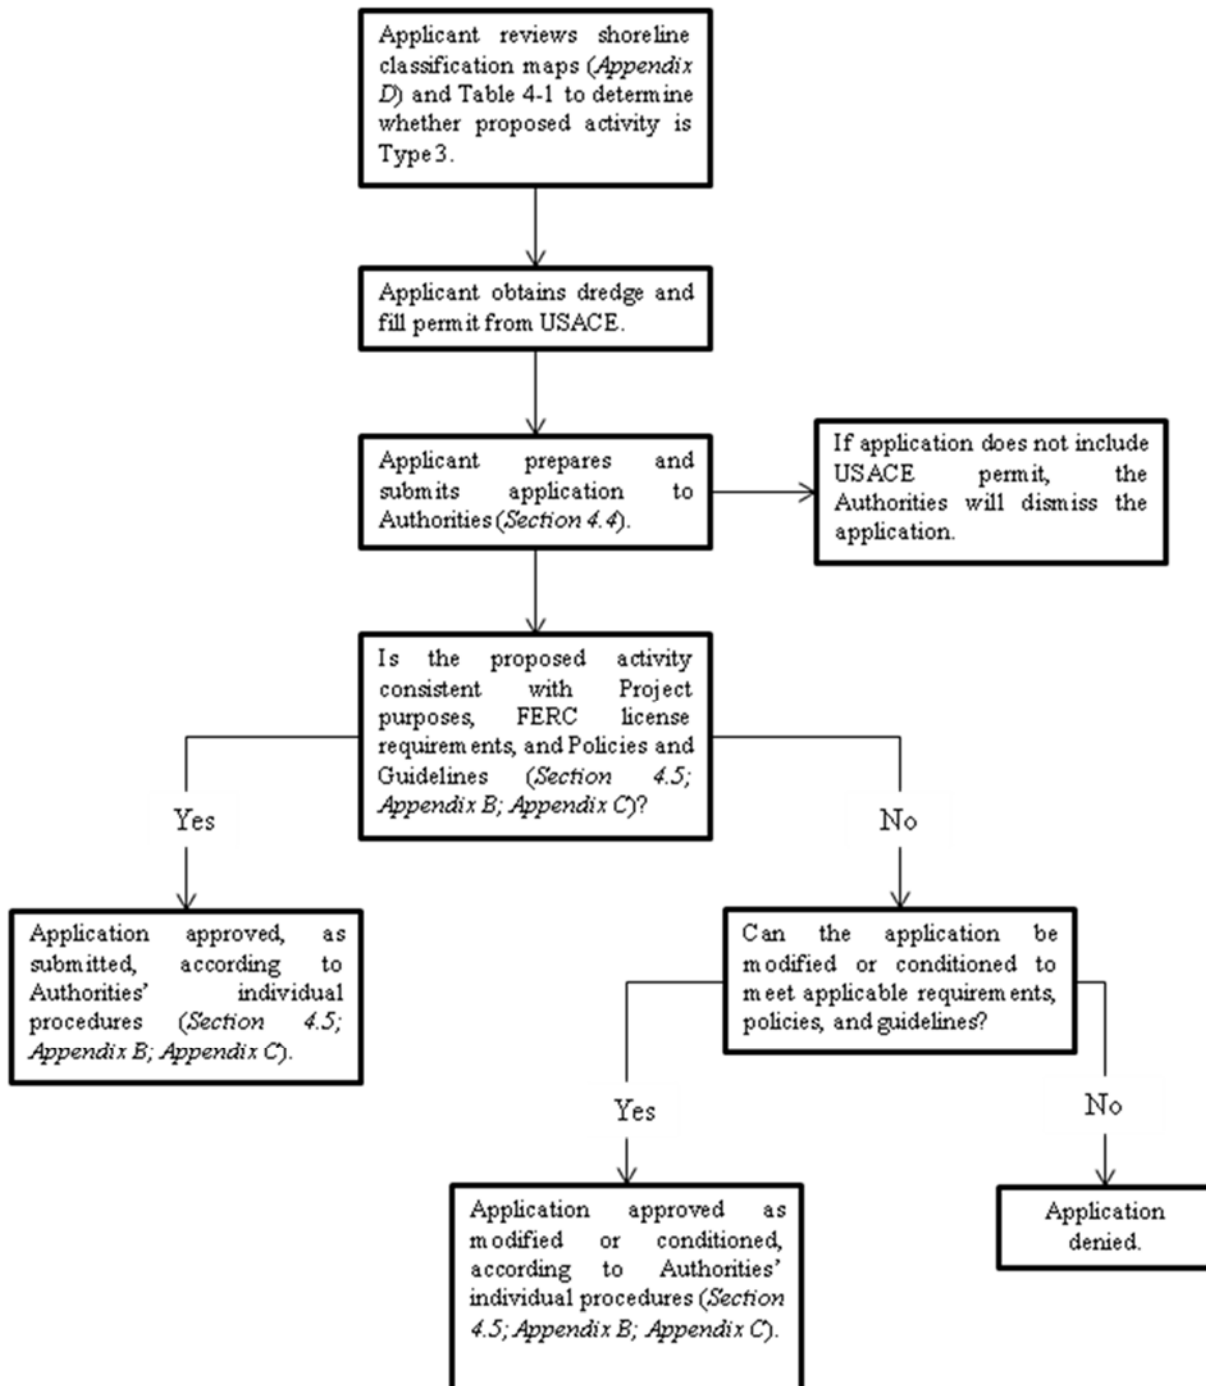 Applicant reviews shoreline
classification maps (Appendix
D) and Table 4-1 to determine
whether proposed activity is
Type 3.
Applicant obtains dredge and
fill permit from USACE.
Applicant prepares and
submits application to
Authorities (Section 4.4).
If application does not include
USACE permit, the
Authorities will dismiss the
application.
Is the proposed activity
consistent with Project
purposes, FERC license
requirements, and Policies and
Guidelines (Section 4.5;
Appendix B; Appendix C)?
Yes
No
Application approved, as
submitted, according to
Authorities' individual
procedures (Section 4.5;
Appendix B; Appendix C).
Can the application be
modified or conditioned to
meet applicable requirements,
policies, and guidelines?
Yes
No
Application approved as
modified or conditioned,
according to Authorities'
individual procedures (Section
4.5; Appendix B; Appendix C).
Application
denied.